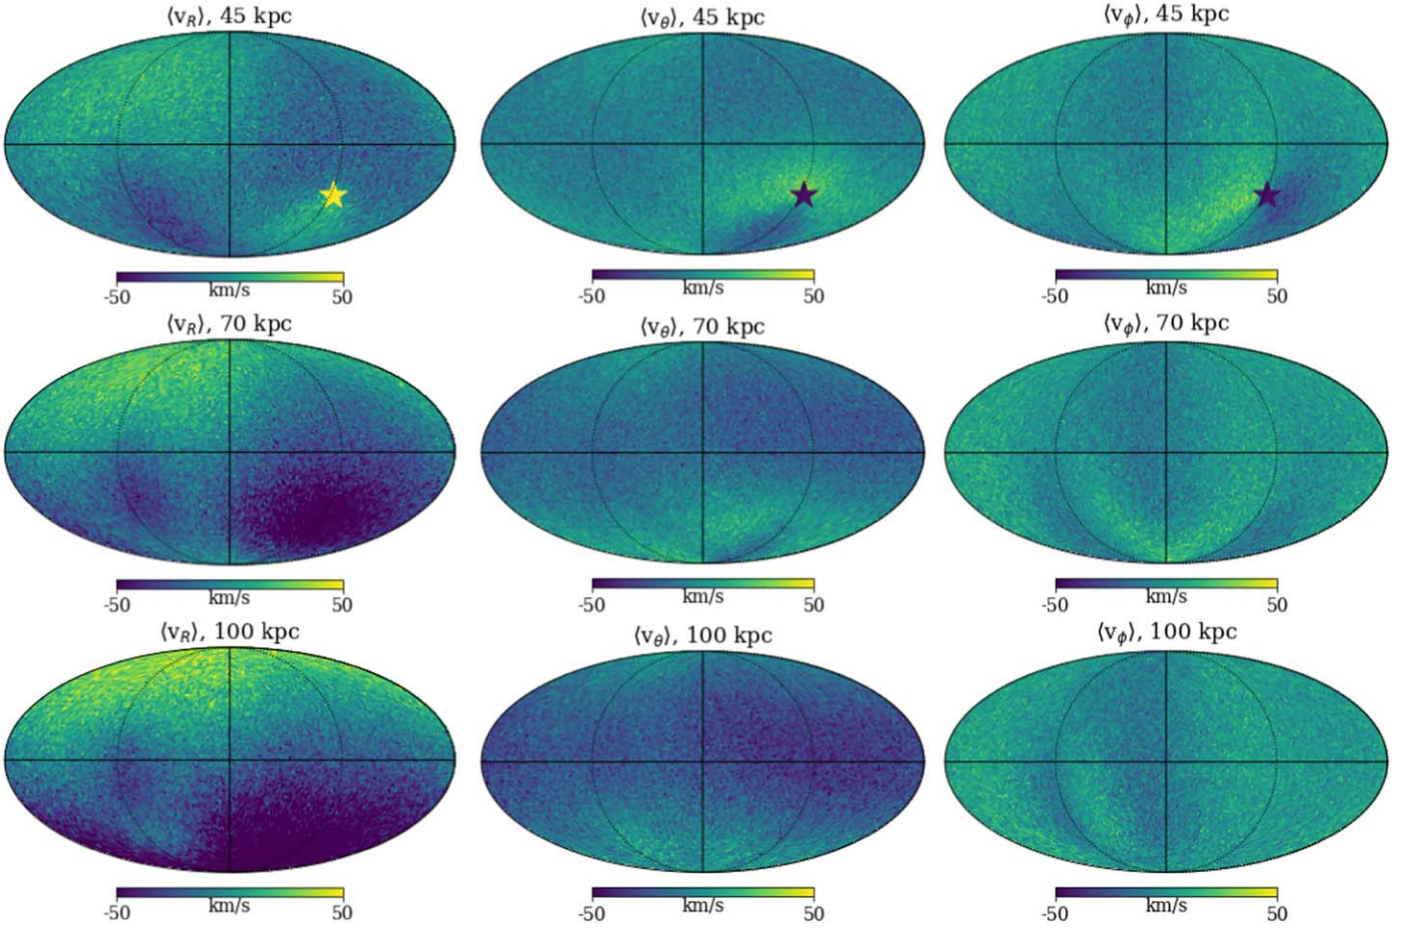 ⟨v_R⟩, 45 kpc
⟨v_θ⟩, 45 kpc
⟨v_ϕ⟩, 45 kpc
-50 km/s 50
-50 km/s 50
-50 km/s 50
⟨v_R⟩, 70 kpc
⟨v_θ⟩, 70 kpc
⟨v_ϕ⟩, 70 kpc
-50 km/s 50
-50 km/s 50
-50 km/s 50
⟨v_R⟩, 100 kpc
⟨v_θ⟩, 100 kpc
⟨v_ϕ⟩, 100 kpc
-50 km/s 50
-50 km/s 50
-50 km/s 50